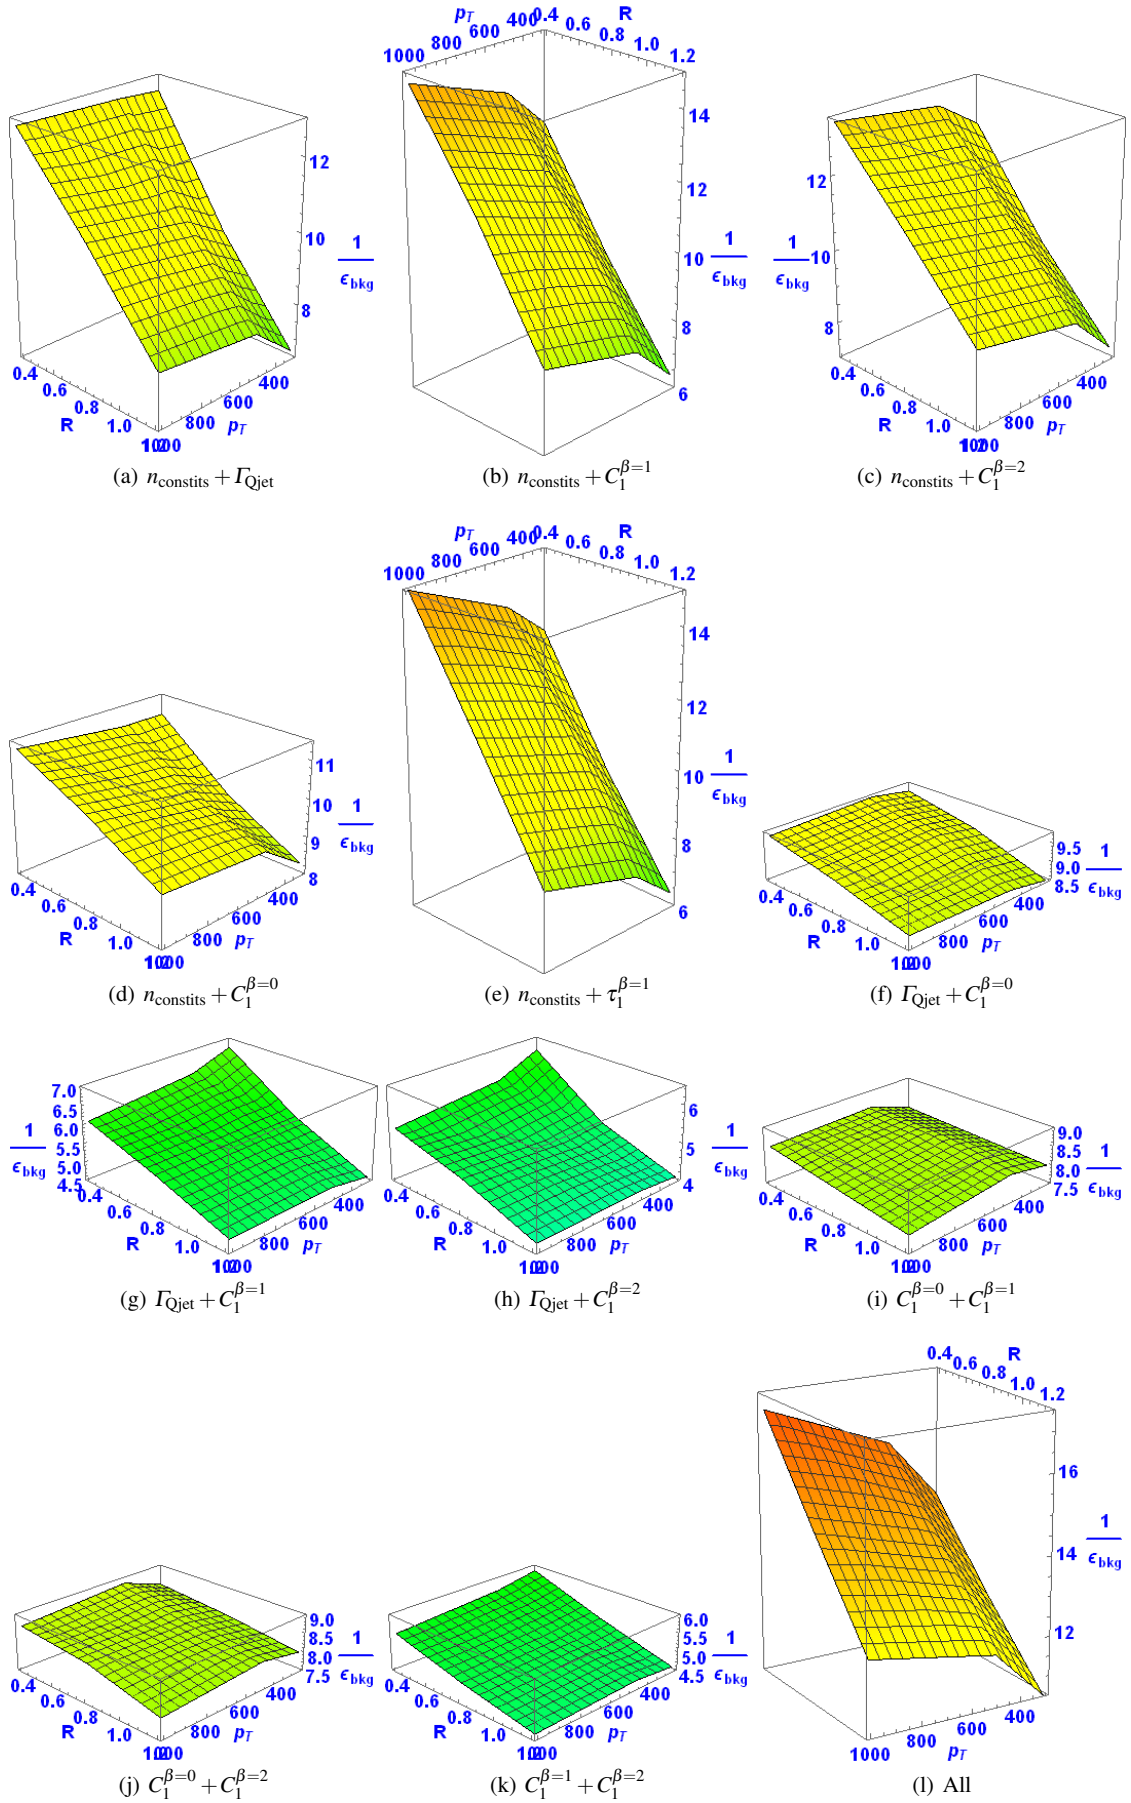 p_T 400 600 800 1000
0.4 0.6 0.8 1.0 1.2 R
12 10 8
1/ϵ_bkg
0.4 0.6 0.8 1.0 R
400 600 800 1000 p_T
(a) n_constits + Γ_Qjet
14 12 10 8 6
1/ϵ_bkg
(b) n_constits + C_1^{β=1}
12 10 8
1/ϵ_bkg
0.4 0.6 0.8 1.0 R
400 600 800 1000 p_T
(c) n_constits + C_1^{β=2}
11 10 9 8
1/ϵ_bkg
0.4 0.6 0.8 1.0 R
400 600 800 1000 p_T
(d) n_constits + C_1^{β=0}
p_T 400 600 800 1000
0.4 0.6 0.8 1.0 1.2 R
14 12 10 8 6
1/ϵ_bkg
(e) n_constits + τ_1^{β=1}
9.5 9.0 8.5
1/ϵ_bkg
0.4 0.6 0.8 1.0 R
400 600 800 1000 p_T
(f) Γ_Qjet + C_1^{β=0}
7.0 6.5 6.0 5.5 5.0 4.5
1/ϵ_bkg
0.4 0.6 0.8 1.0 R
400 600 800 1000 p_T
(g) Γ_Qjet + C_1^{β=1}
6 5 4
1/ϵ_bkg
0.4 0.6 0.8 1.0 R
400 600 800 1000 p_T
(h) Γ_Qjet + C_1^{β=2}
9.0 8.5 8.0 7.5
1/ϵ_bkg
0.4 0.6 0.8 1.0 R
400 600 800 1000 p_T
(i) C_1^{β=0} + C_1^{β=1}
9.0 8.5 8.0 7.5
1/ϵ_bkg
0.4 0.6 0.8 1.0 R
400 600 800 1000 p_T
(j) C_1^{β=0} + C_1^{β=2}
6.0 5.5 5.0 4.5
1/ϵ_bkg
0.4 0.6 0.8 1.0 R
400 600 800 1000 p_T
(k) C_1^{β=1} + C_1^{β=2}
0.4 0.6 0.8 1.0 1.2 R
16 14 12
1/ϵ_bkg
400 600 800 1000 p_T
(l) All